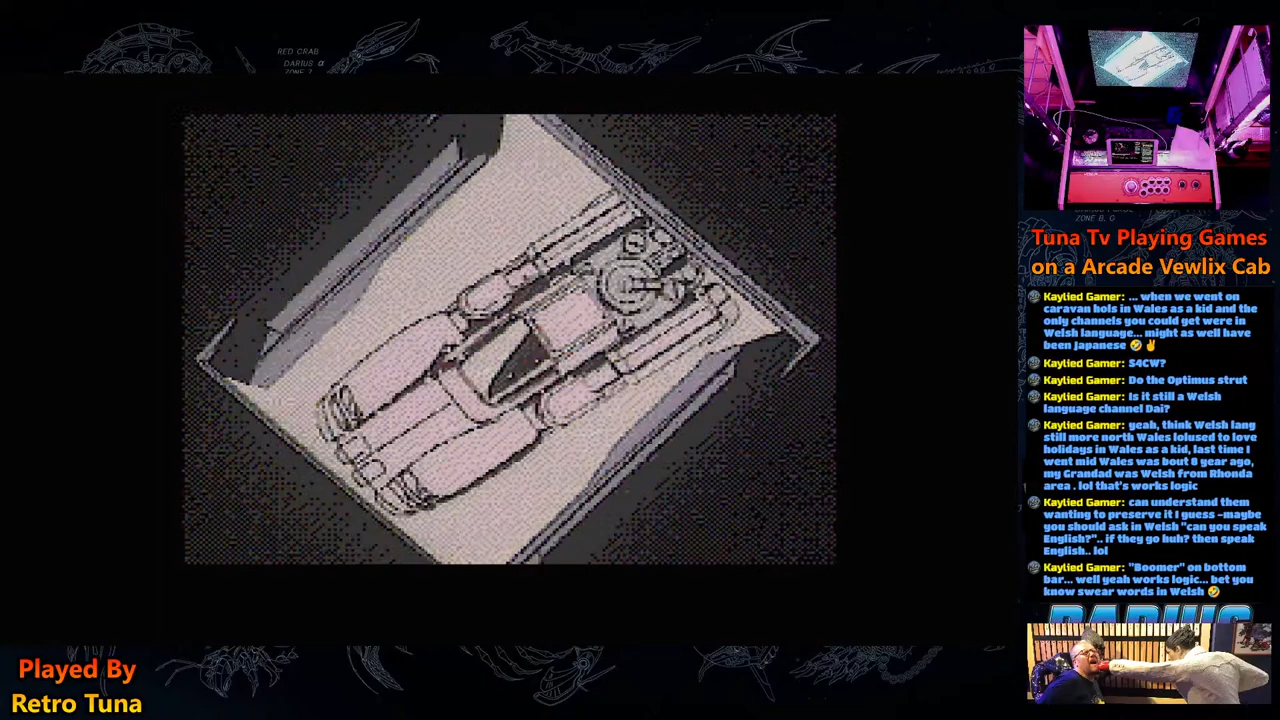 RED CRAB
DARIUS α
ZONE Z
ZONE B, G
Tuna Tv Playing Games
on a Arcade Vewlix Cab
Kaylied Gamer: ... when we went on
caravan hols in Wales as a kid and the
only channels you could get were in
Welsh language... might as well have
been Japanese 🤣✌
Kaylied Gamer: S4CW?
Kaylied Gamer: Do the Optimus strut
Kaylied Gamer: Is it still a Welsh
language channel Dai?
Kaylied Gamer: yeah, think Welsh lang
still more north Wales lolused to love
holidays in Wales as a kid, last time I
went mid Wales was bout 8 year ago,
my Grandad was Welsh from Rhonda
area . lol that's works logic
Kaylied Gamer: can understand them
wanting to preserve it I guess -maybe
you should ask in Welsh "can you speak
English?".. if they go huh? then speak
English.. lol
Kaylied Gamer: "Boomer" on bottom
bar... well yeah works logic... bet you
know swear words in Welsh 🤣
DARIUS
Played By
Retro Tuna